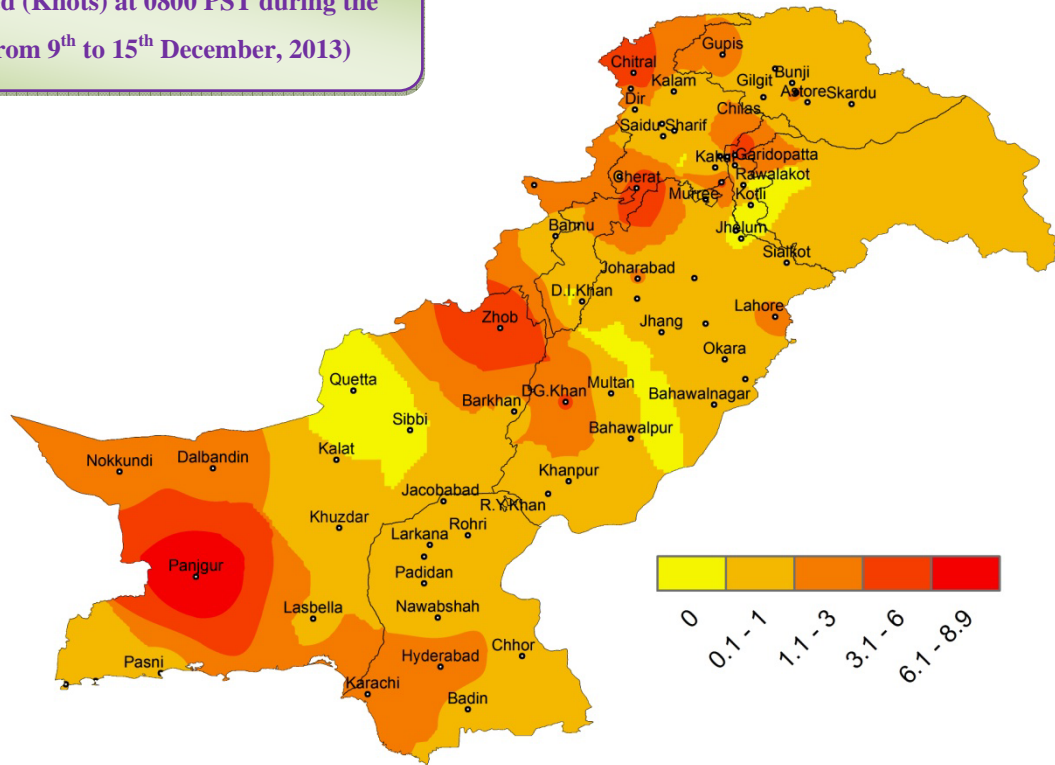 d (Knots) at 0800 PST during the
rom 9th to 15th December, 2013)
Gupis
Chitral
Bunji
Kalam
Gilgit
Astore
Skardu
Dir
Chilas
Saidu Sharif
Garidopatta
Cherat
Rawalakot
Murree
Kotli
Bannu
Jhelum
Sialkot
Joharabad
D.I.Khan
Lahore
Zhob
Jhang
Okara
Quetta
DG.Khan
Multan
Barkhan
Bahawalnagar
Sibbi
Bahawalpur
Kalat
Nokkundi
Dalbandin
Khanpur
Jacobabad
R.Y.Khan
Khuzdar
Rohri
Larkana
Panjgur
Padidan
Lasbella
Nawabshah
Chhor
Pasni
Hyderabad
Karachi
Badin
0
0.1 - 1
1.1 - 3
3.1 - 6
6.1 - 8.9